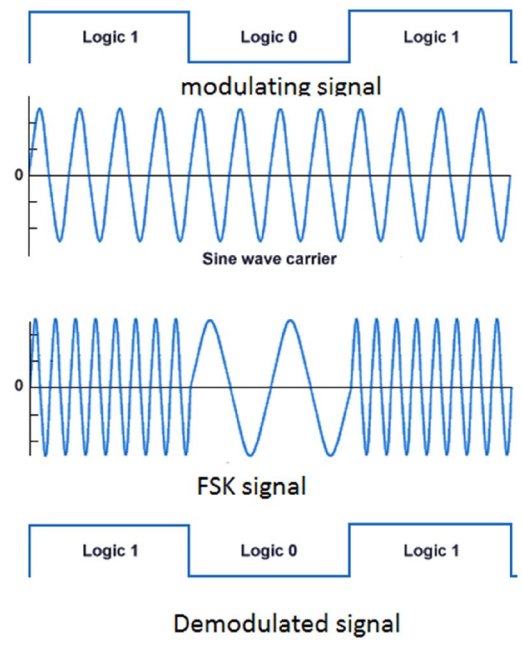 Logic 1 Logic 0 Logic 1
modulating signal
0
Sine wave carrier
0
FSK signal
Logic 1 Logic 0 Logic 1
Demodulated signal